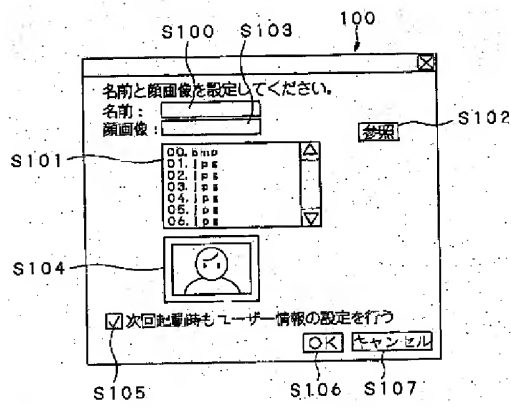 100
S100 S103
名前と顔画像を設定してください。
名前：
顔画像：
参照
S102
S101
00.bmp
01.jpg
02.jpg
03.jpg
04.jpg
05.jpg
06.jpg
S104
次回起動時もユーザー情報の設定を行う
OK キャンセル
S105 S106 S107